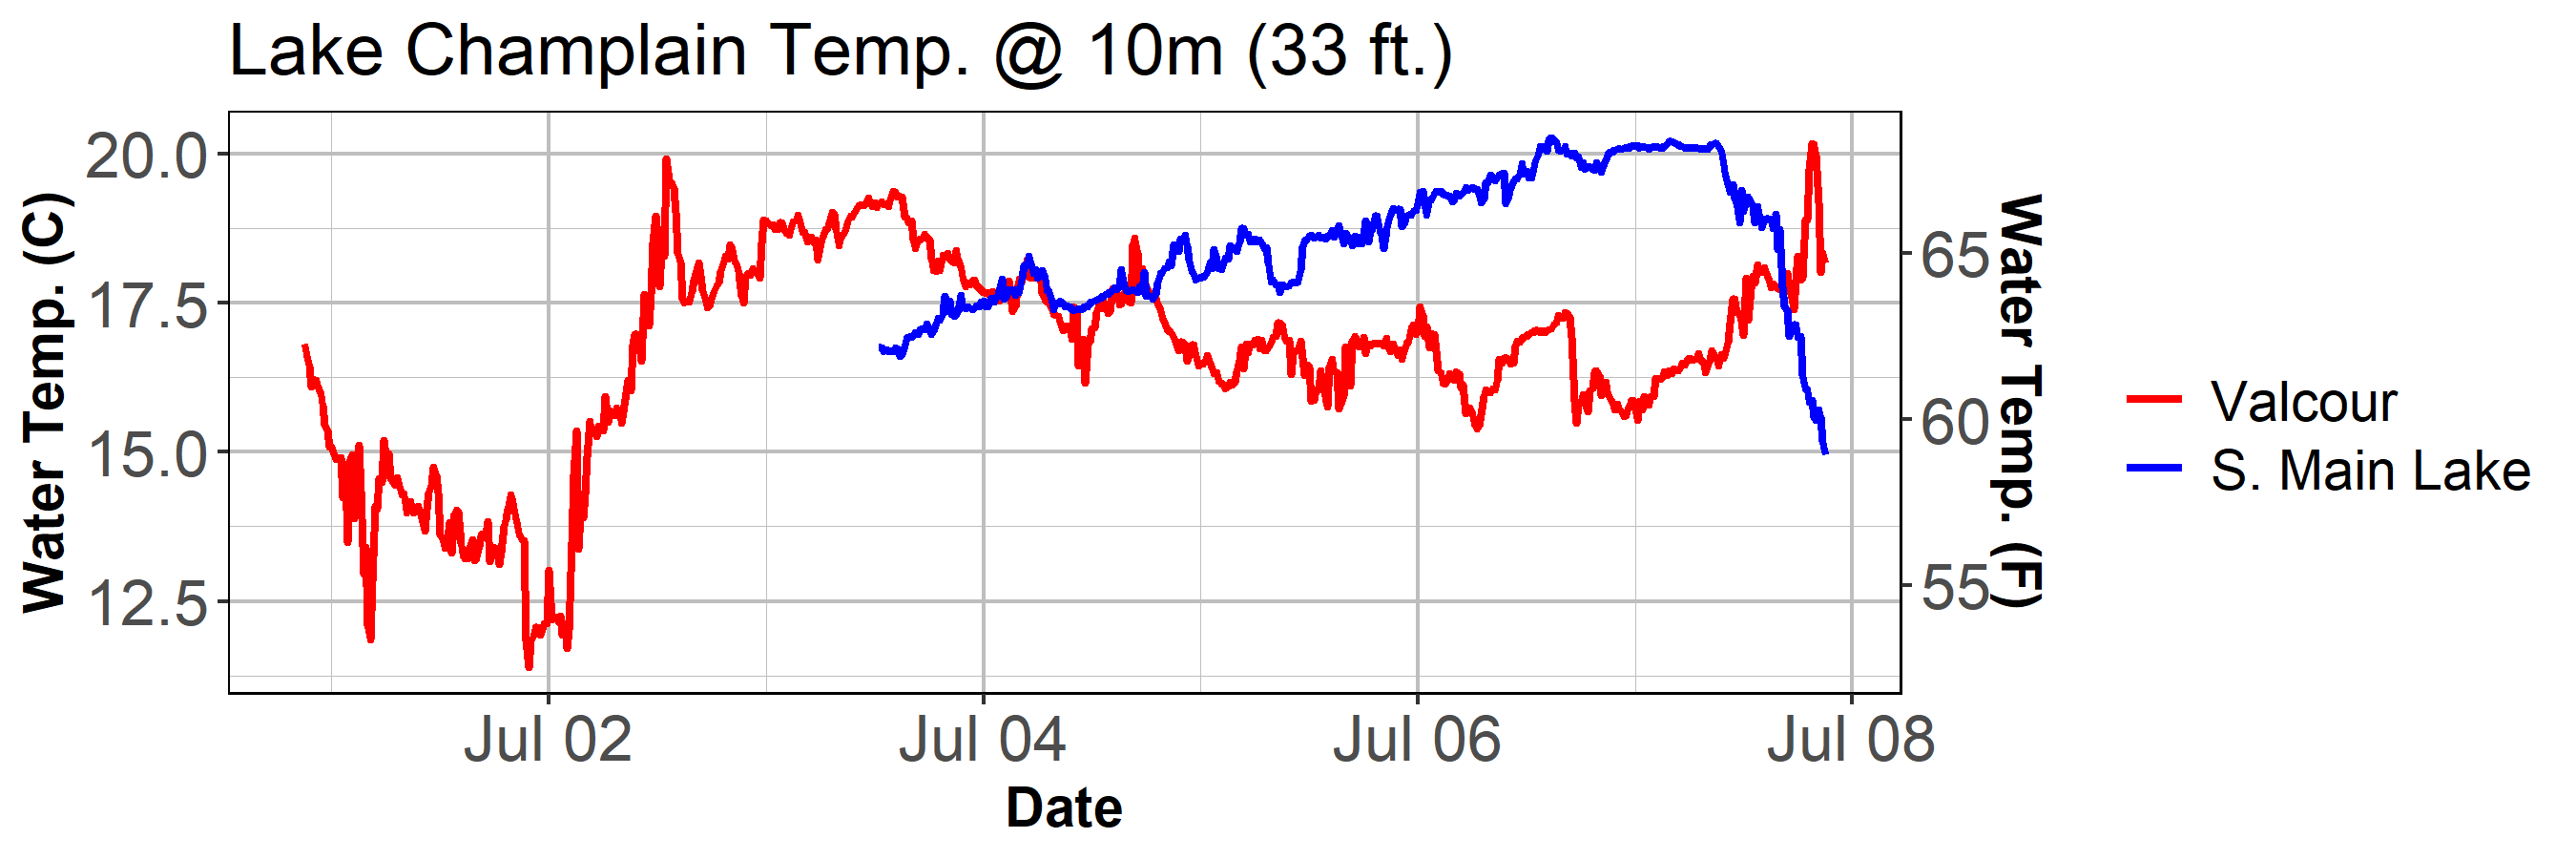 Lake Champlain Temp. @ 10m (33 ft.)
Water Temp. (C)
20.0
17.5
15.0
12.5
Water Temp. (F)
65
60
55
Jul 02
Jul 04
Jul 06
Jul 08
Date
Valcour
S. Main Lake